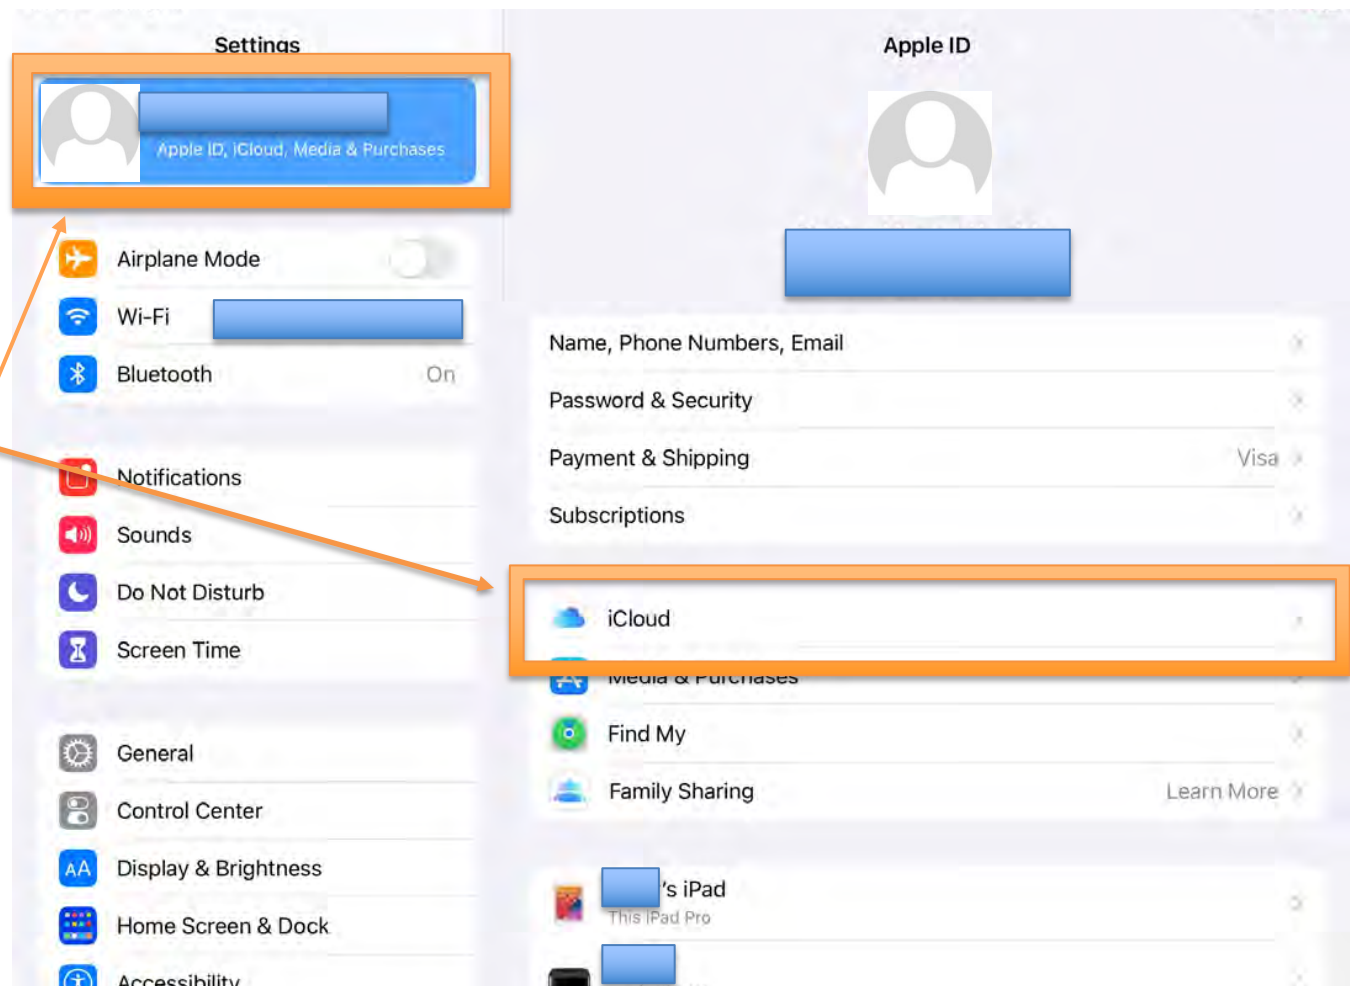 Settings
Apple ID, iCloud, Media & Purchases
Airplane Mode
Wi-Fi
Bluetooth On
Notifications
Sounds
Do Not Disturb
Screen Time
General
Control Center
AA Display & Brightness
Home Screen & Dock
Accessibility
Apple ID
Name, Phone Numbers, Email
Password & Security
Payment & Shipping Visa
Subscriptions
iCloud
Media & Purchases
Find My
Family Sharing Learn More
's iPad
This iPad Pro